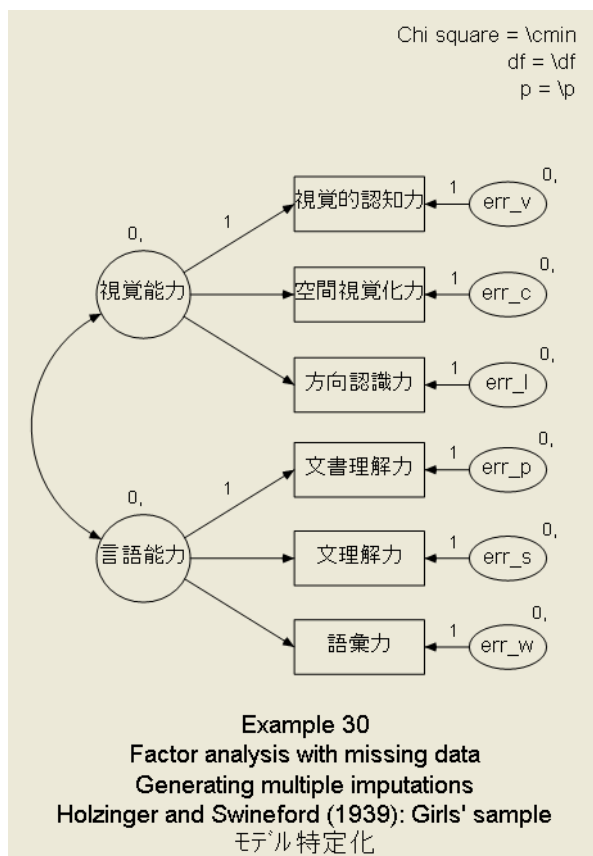 Chi square = \cmin
df = \df
p = \p
0,
1
視覚的認知力
1
err_v
0,
視覚能力
0,
空間視覚化力
1
err_c
0,
方向認識力
1
err_l
0,
文書理解力
1
err_p
0,
1
0,
言語能力
文理解力
1
err_s
0,
語彙力
1
err_w
0,
Example 30
Factor analysis with missing data
Generating multiple imputations
Holzinger and Swineford (1939): Girls' sample
モデル特定化